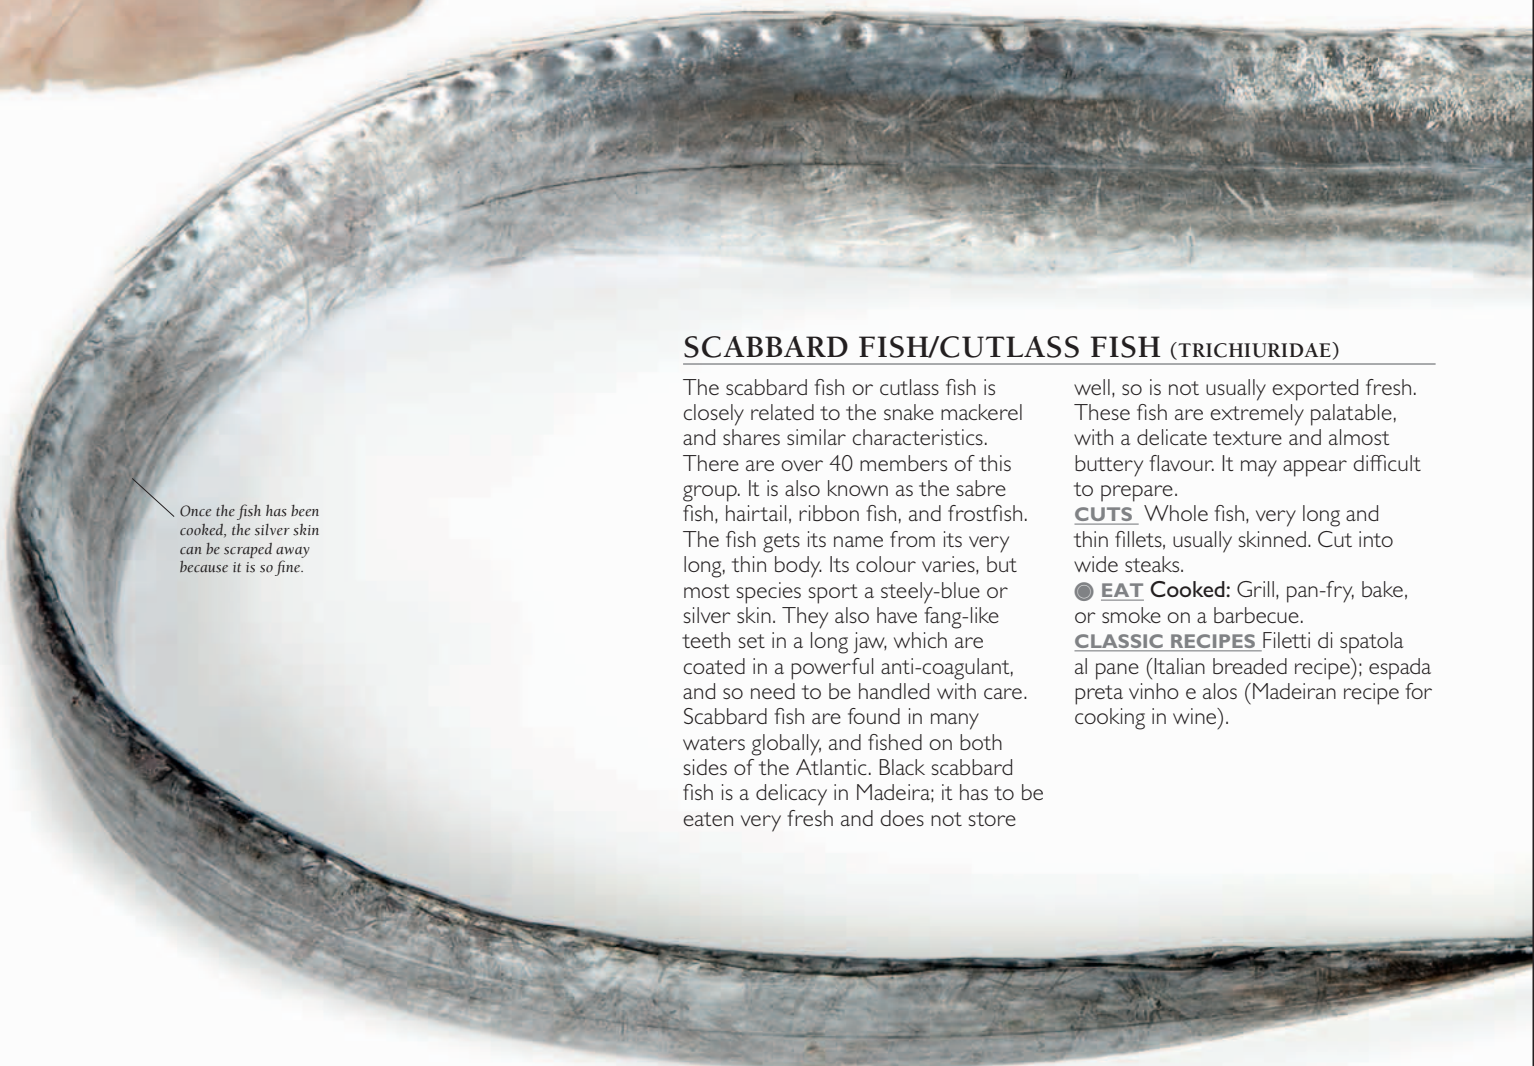 SCABBARD FISH/CUTLASS FISH (TRICHIURIDAE)
The scabbard fish or cutlass fish is
closely related to the snake mackerel
and shares similar characteristics.
There are over 40 members of this
group. It is also known as the sabre
fish, hairtail, ribbon fish, and frostfish.
The fish gets its name from its very
long, thin body. Its colour varies, but
most species sport a steely-blue or
silver skin. They also have fang-like
teeth set in a long jaw, which are
coated in a powerful anti-coagulant,
and so need to be handled with care.
Scabbard fish are found in many
waters globally, and fished on both
sides of the Atlantic. Black scabbard
fish is a delicacy in Madeira; it has to be
eaten very fresh and does not store
well, so is not usually exported fresh.
These fish are extremely palatable,
with a delicate texture and almost
buttery flavour. It may appear difficult
to prepare.
CUTS Whole fish, very long and
thin fillets, usually skinned. Cut into
wide steaks.
EAT Cooked: Grill, pan-fry, bake,
or smoke on a barbecue.
CLASSIC RECIPES Filetti di spatola
al pane (Italian breaded recipe); espada
preta vinho e alos (Madeiran recipe for
cooking in wine).
Once the fish has been
cooked, the silver skin
can be scraped away
because it is so fine.